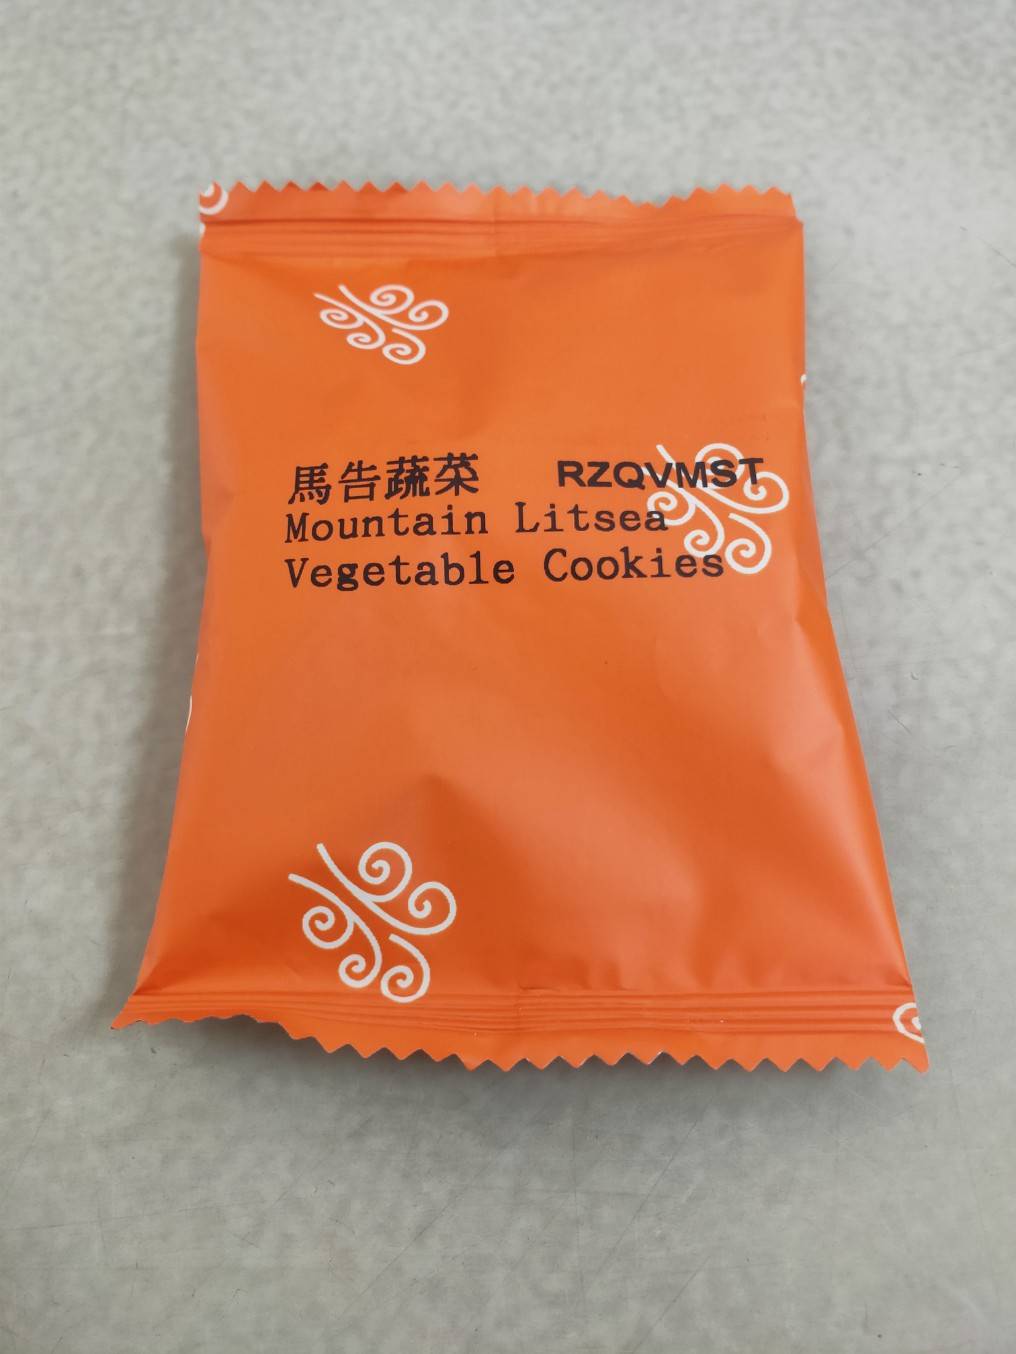 馬告蔬菜 RZQVMST
Mountain Litsea
Vegetable Cookies